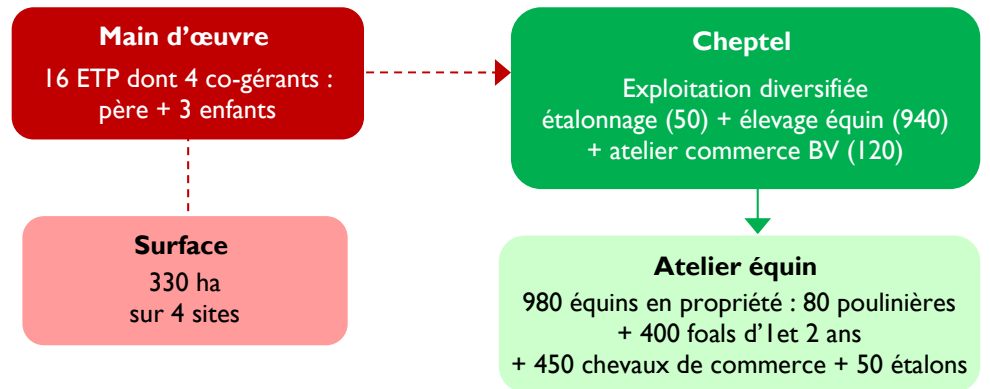 Main d'œuvre
16 ETP dont 4 co-gérants :
père + 3 enfants
Cheptel
Exploitation diversifiée
étalonnage (50) + élevage équin (940)
+ atelier commerce BV (120)
Surface
330 ha
sur 4 sites
Atelier équin
980 équins en propriété : 80 poulinières
+ 400 foals d'1et 2 ans
+ 450 chevaux de commerce + 50 étalons